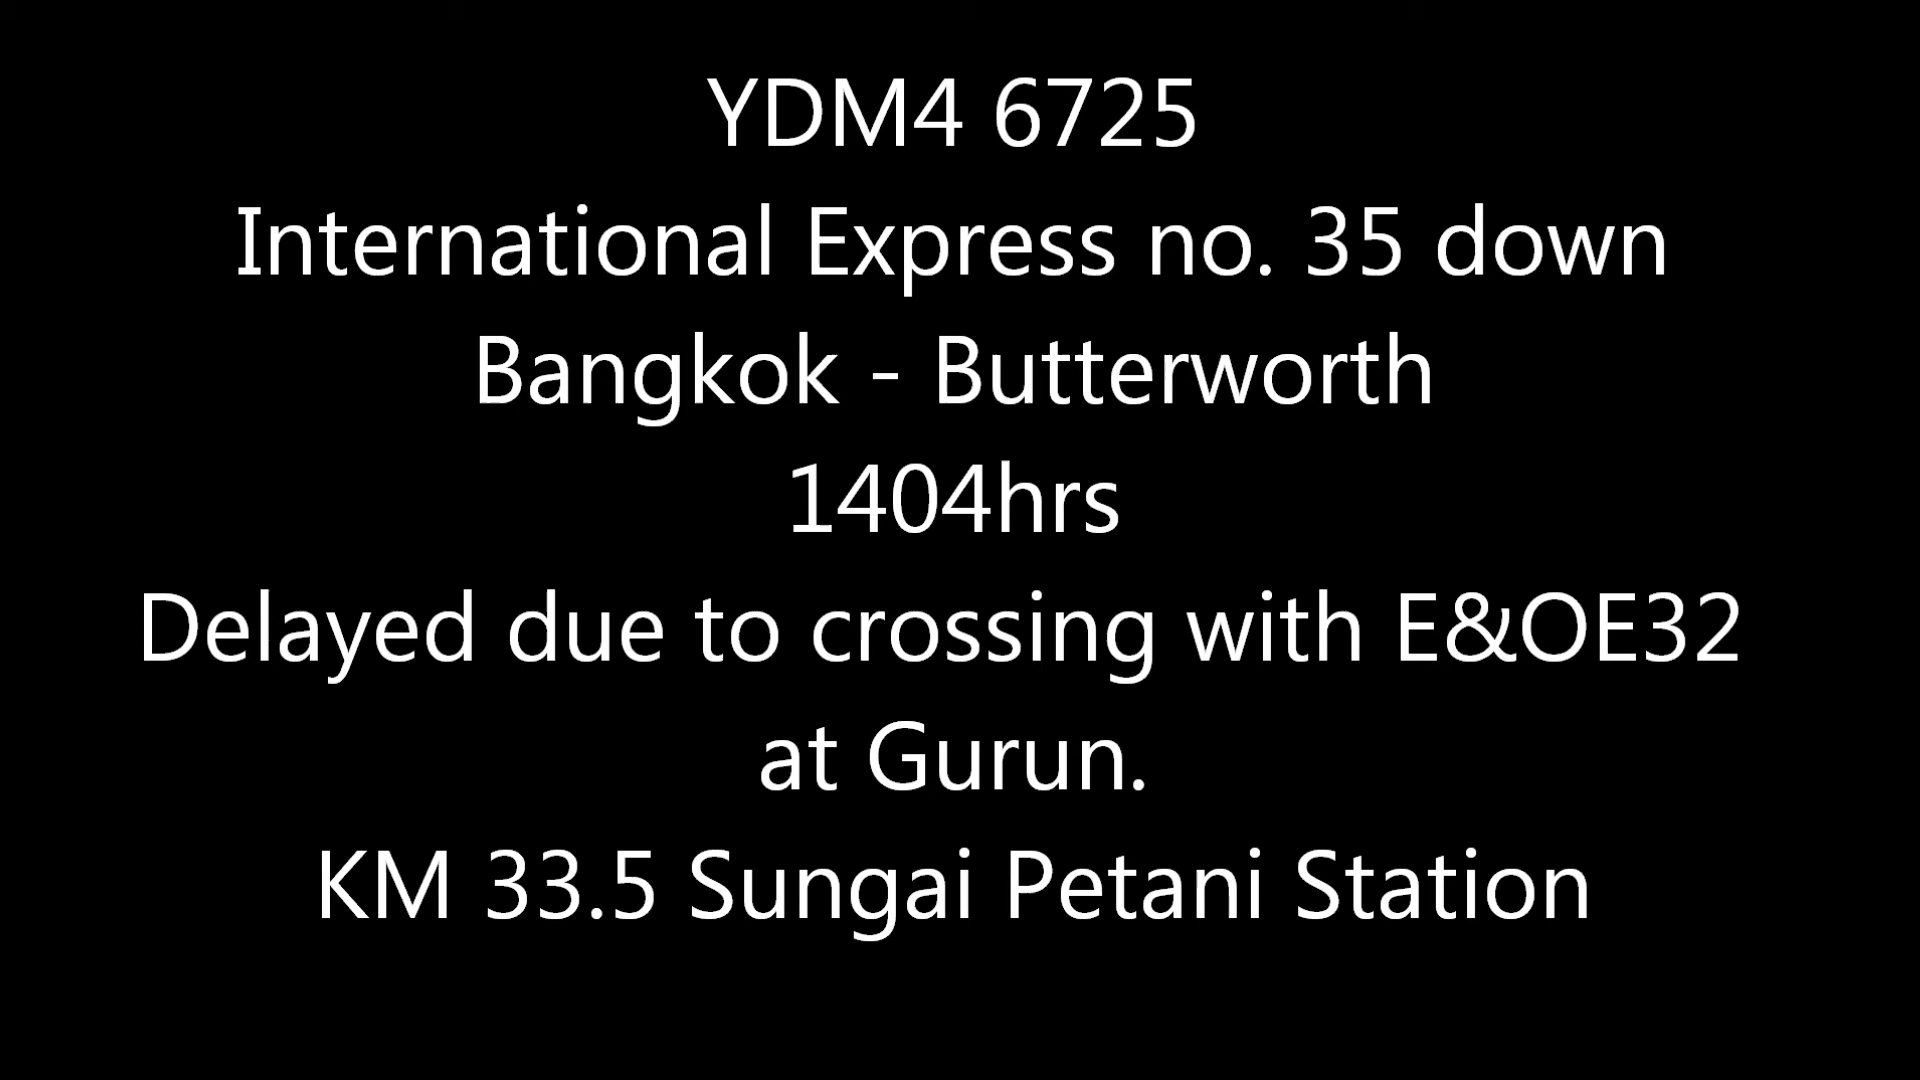 YDM4 6725
International Express no. 35 down
Bangkok - Butterworth
1404hrs
Delayed due to crossing with E&OE32
at Gurun.
KM 33.5 Sungai Petani Station